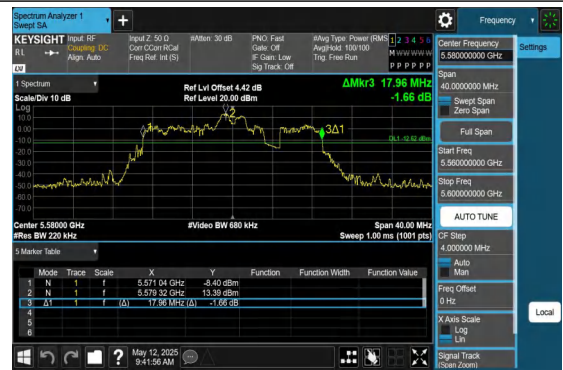 Spectrum Analyzer 1
Swept SA
Frequency
KEYSIGHT
Input: RF
Input Z: 50 Ω
#Atten: 30 dB
PNO: Fast
#Avg Type: Power (RMS
1 2 3 4 5 6
RL
Coupling: DC
Corr CCorr RCal
Gate: Off
Avg|Hold: 100/100
M W W W W W
Align: Auto
Freq Ref: Int (S)
IF Gain: Low
Trig: Free Run
Sig Track: Off
P P P P P P
LXI
Center Frequency
5.580000000 GHz
Settings
Span
40.0000000 MHz
Swept Span
Zero Span
Full Span
Start Freq
5.560000000 GHz
Stop Freq
5.600000000 GHz
AUTO TUNE
CF Step
4.000000 MHz
Auto
Man
Freq Offset
0 Hz
X Axis Scale
Log
Lin
Local
Signal Track
(Span Zoom)
1 Spectrum
Ref Lvl Offset 4.42 dB
ΔMkr3 17.96 MHz
Scale/Div 10 dB
Ref Level 20.00 dBm
-1.66 dB
Log
10.0
0.00
-10.0
-20.0
-30.0
-40.0
-50.0
-60.0
-70.0
2
3Δ1
DL1 -12.62 dBm
Center 5.58000 GHz
#Video BW 680 kHz
Span 40.00 MHz
#Res BW 220 kHz
Sweep 1.00 ms (1001 pts)
5 Marker Table
Mode Trace Scale X Y Function Function Width Function Value
1 N 1 f 5.571 04 GHz -8.40 dBm
2 N 1 f 5.579 32 GHz 13.39 dBm
3 Δ1 1 f (Δ) 17.96 MHz (Δ) -1.66 dB
4
5
6
?
May 12, 2025
9:41:56 AM